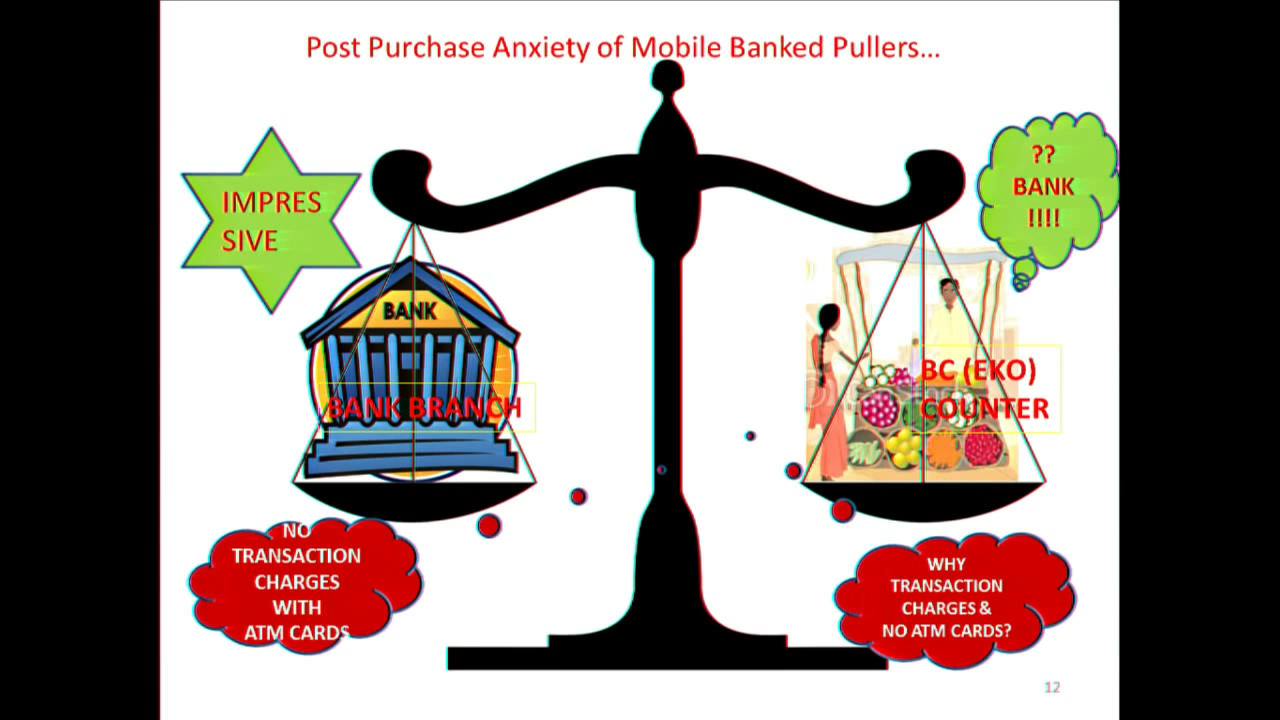 Post Purchase Anxiety of Mobile Banked Pullers...
IMPRES
SIVE
??
BANK
!!!!
BANK
BANK BRANCH
BC (EKO)
COUNTER
NO
TRANSACTION
CHARGES
WITH
ATM CARDS
WHY
TRANSACTION
CHARGES &
NO ATM CARDS?
12